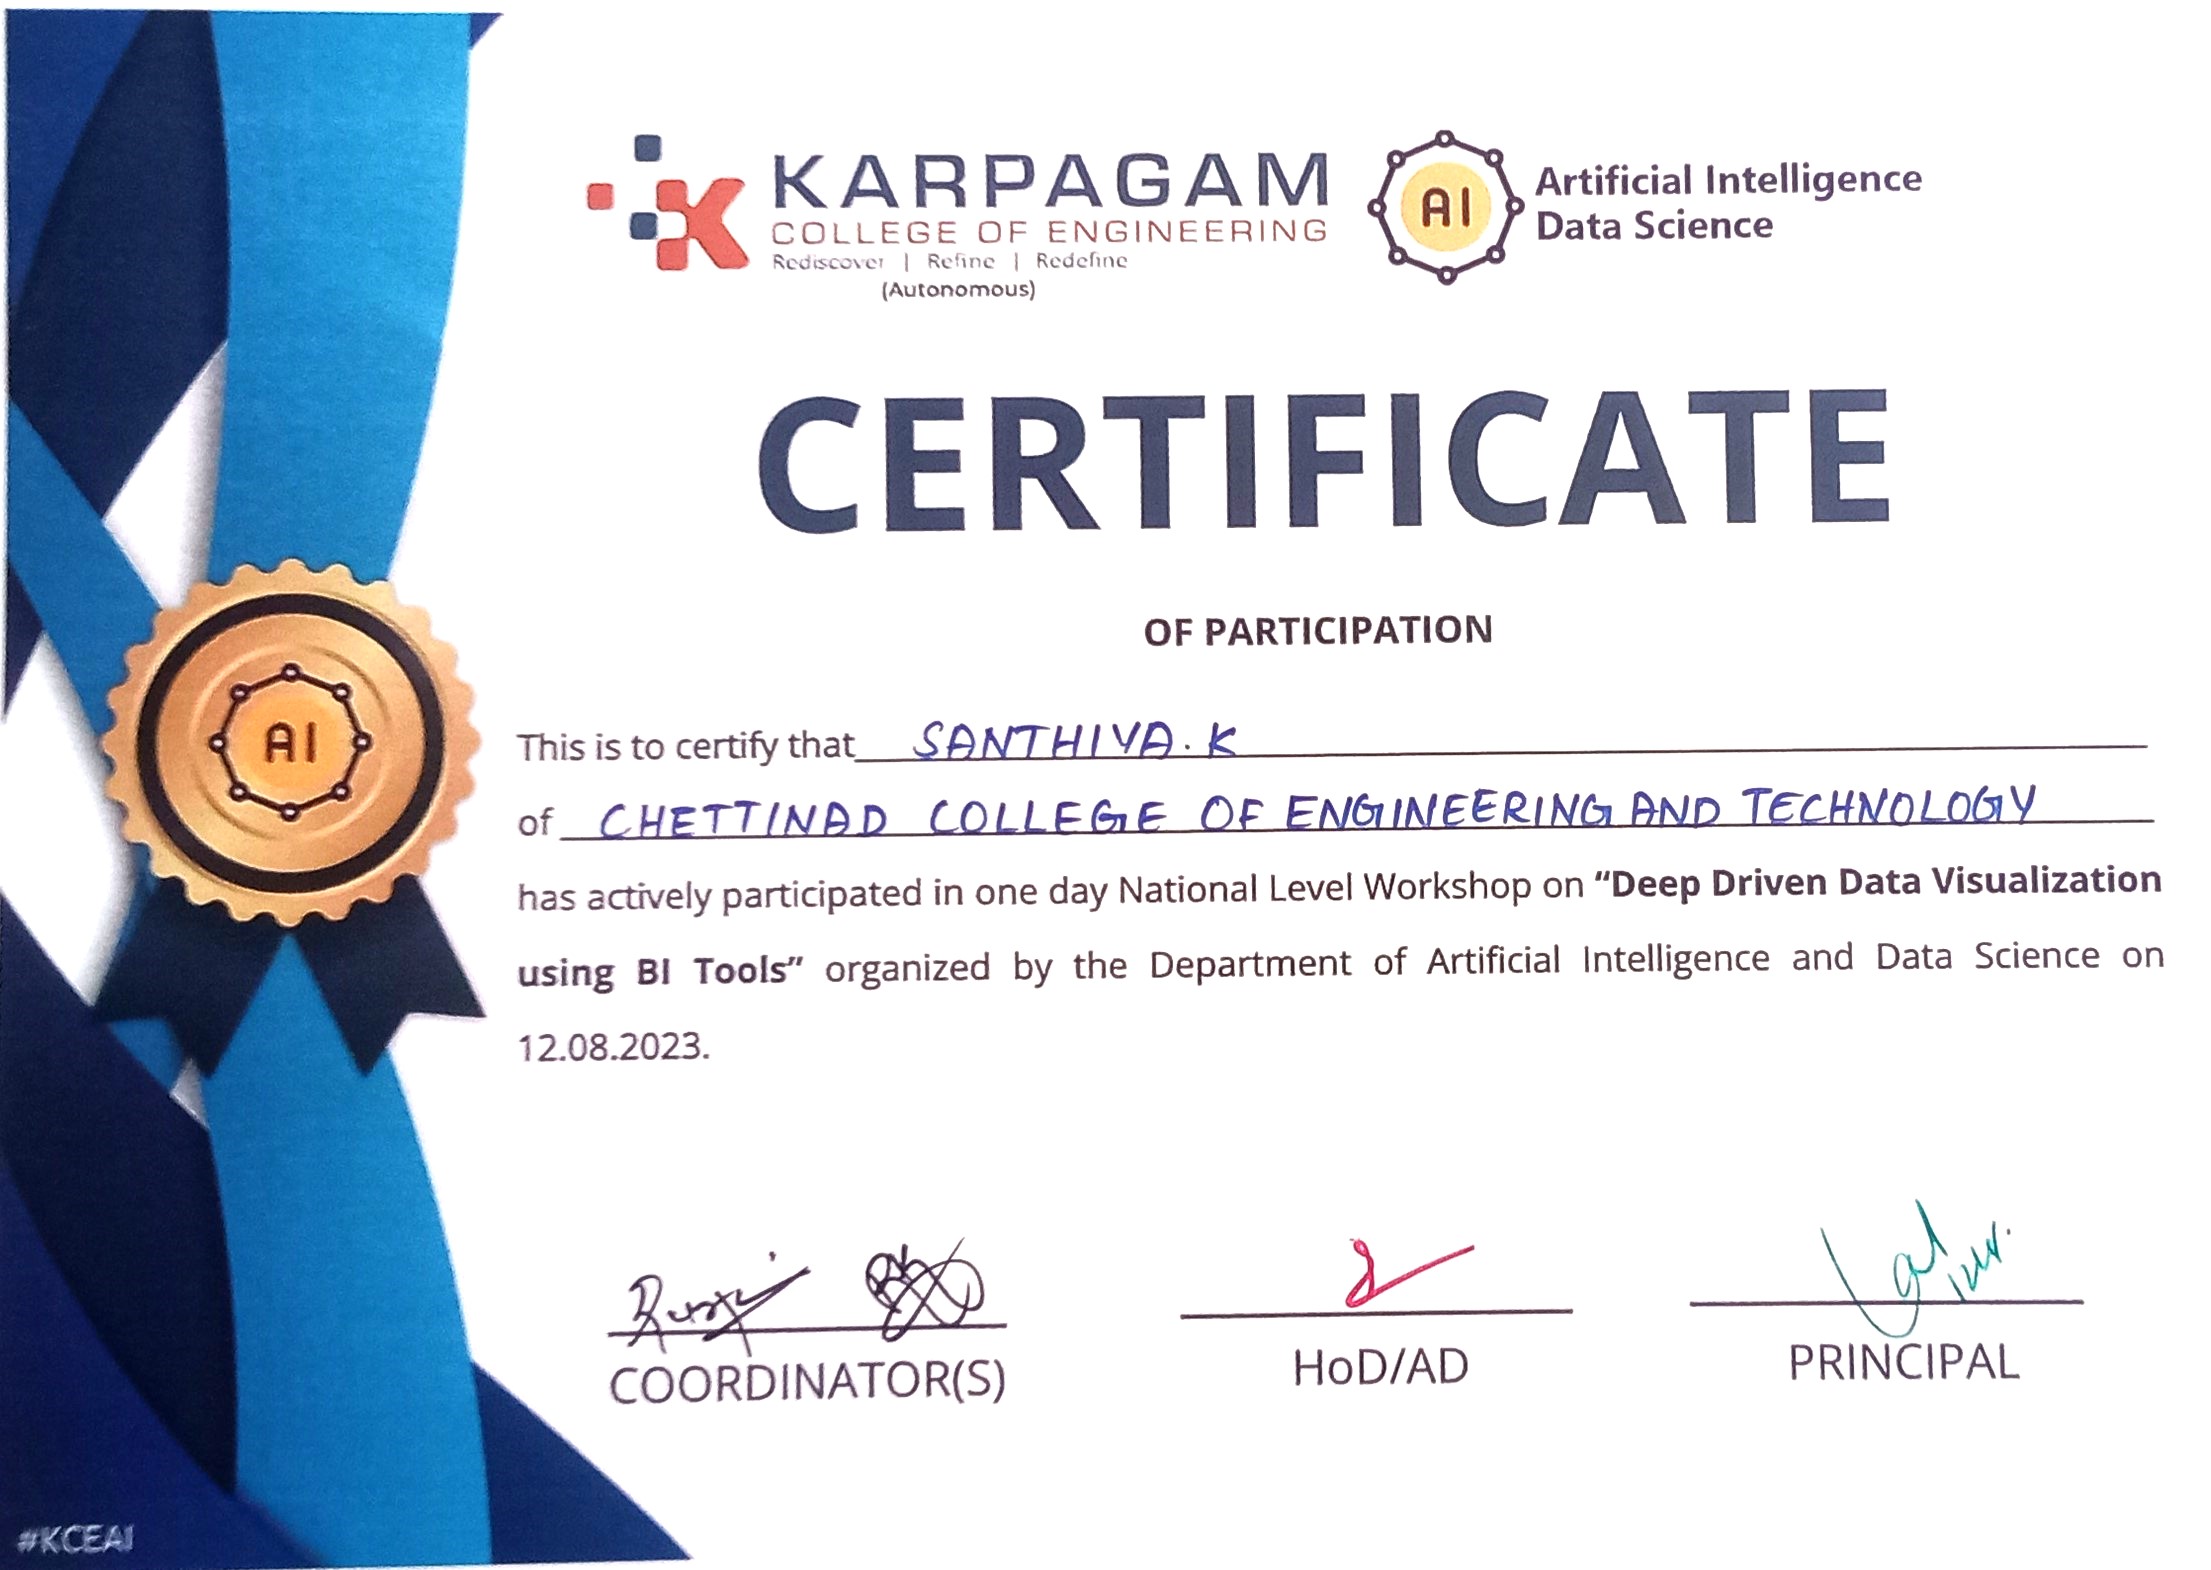 KARPAGAM
COLLEGE OF ENGINEERING
Rediscover | Refine | Redefine
(Autonomous)
AI
Artificial Intelligence
Data Science
CERTIFICATE
OF PARTICIPATION
AI
This is to certify that SANTHIYA.K
of CHETTINAD COLLEGE OF ENGINEERING AND TECHNOLOGY
has actively participated in one day National Level Workshop on “Deep Driven Data Visualization
using BI Tools” organized by the Department of Artificial Intelligence and Data Science on
12.08.2023.
COORDINATOR(S)
HoD/AD
PRINCIPAL
#KCEAI